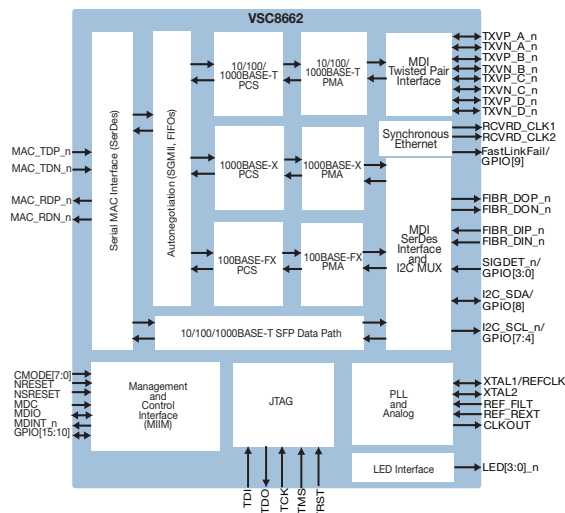 VSC8662
Serial MAC Interface (SerDes)
Autonegotiation (SGMII, FIFOs)
10/100/
1000BASE-T
PCS
10/100/
1000BASE-T
PMA
MDI
Twisted Pair
Interface
Synchronous
Ethernet
1000BASE-X
PCS
1000BASE-X
PMA
MDI
SerDes
Interface
and
I2C MUX
100BASE-FX
PCS
100BASE-FX
PMA
10/100/1000BASE-T SFP Data Path
Management
and
Control
Interface
(MIIM)
JTAG
PLL
and
Analog
LED Interface
MAC_TDP_n
MAC_TDN_n
MAC_RDP_n
MAC_RDN_n
CMODE[7:0]
NRESET
NSRESET
MDC
MDIO
MDINT_n
GPIO[15:10]
TDI
TDO
TCK
TMS
TRST
TXVP_A_n
TXVN_A_n
TXVP_B_n
TXVN_B_n
TXVP_C_n
TXVN_C_n
TXVP_D_n
TXVN_D_n
RCVRD_CLK1
RCVRD_CLK2
FastLinkFail/
GPIO[9]
FIBR_DOP_n
FIBR_DON_n
FIBR_DIP_n
FIBR_DIN_n
SIGDET_n/
GPIO[3:0]
I2C_SDA/
GPIO[8]
I2C_SCL_n/
GPIO[7:4]
XTAL1/REFCLK
XTAL2
REF_FILT
REF_REXT
CLKOUT
LED[3:0]_n